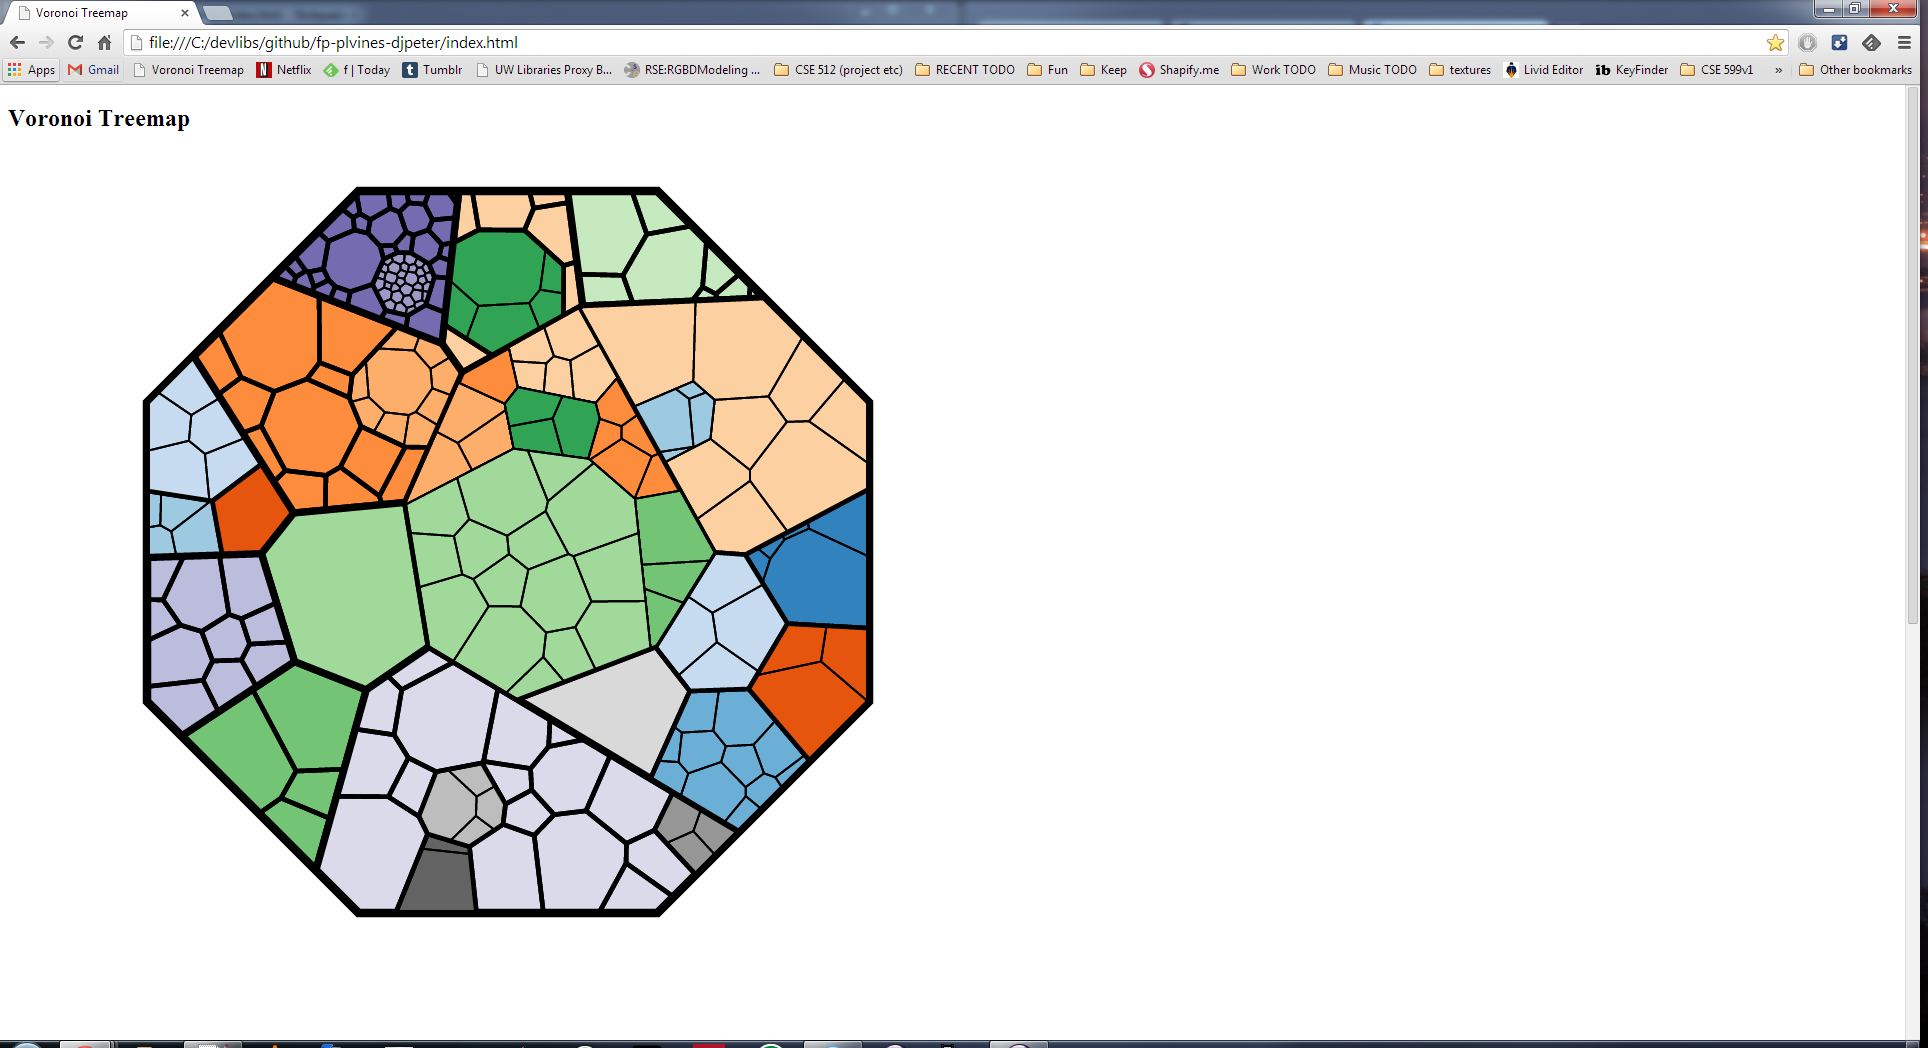 Voronoi Treemap
file:///C:/devlibs/github/fp-plvines-djpeter/index.html
Apps Gmail Voronoi Treemap Netflix f | Today Tumblr UW Libraries Proxy B... RSE:RGBDModeling ... CSE 512 (project etc) RECENT TODO Fun Keep Shapify.me Work TODO Music TODO textures Livid Editor KeyFinder CSE 599v1 » Other bookmarks
Voronoi Treemap